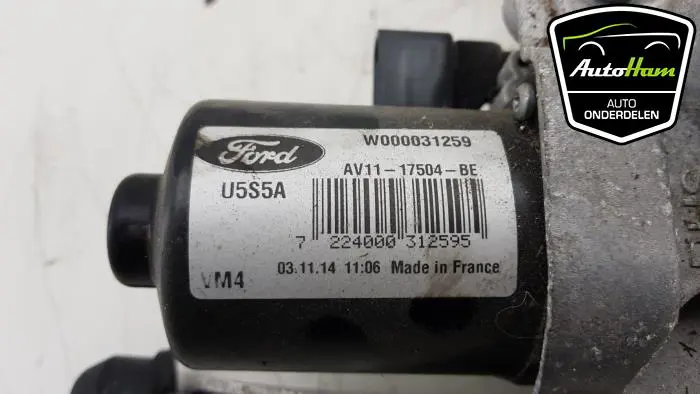 AutoHam
AUTO
ONDERDELEN
Ford
W000031259
U5S5A
AV11-17504-BE
7 224000 312595
VM4
03.11.14 11:06 Made in France